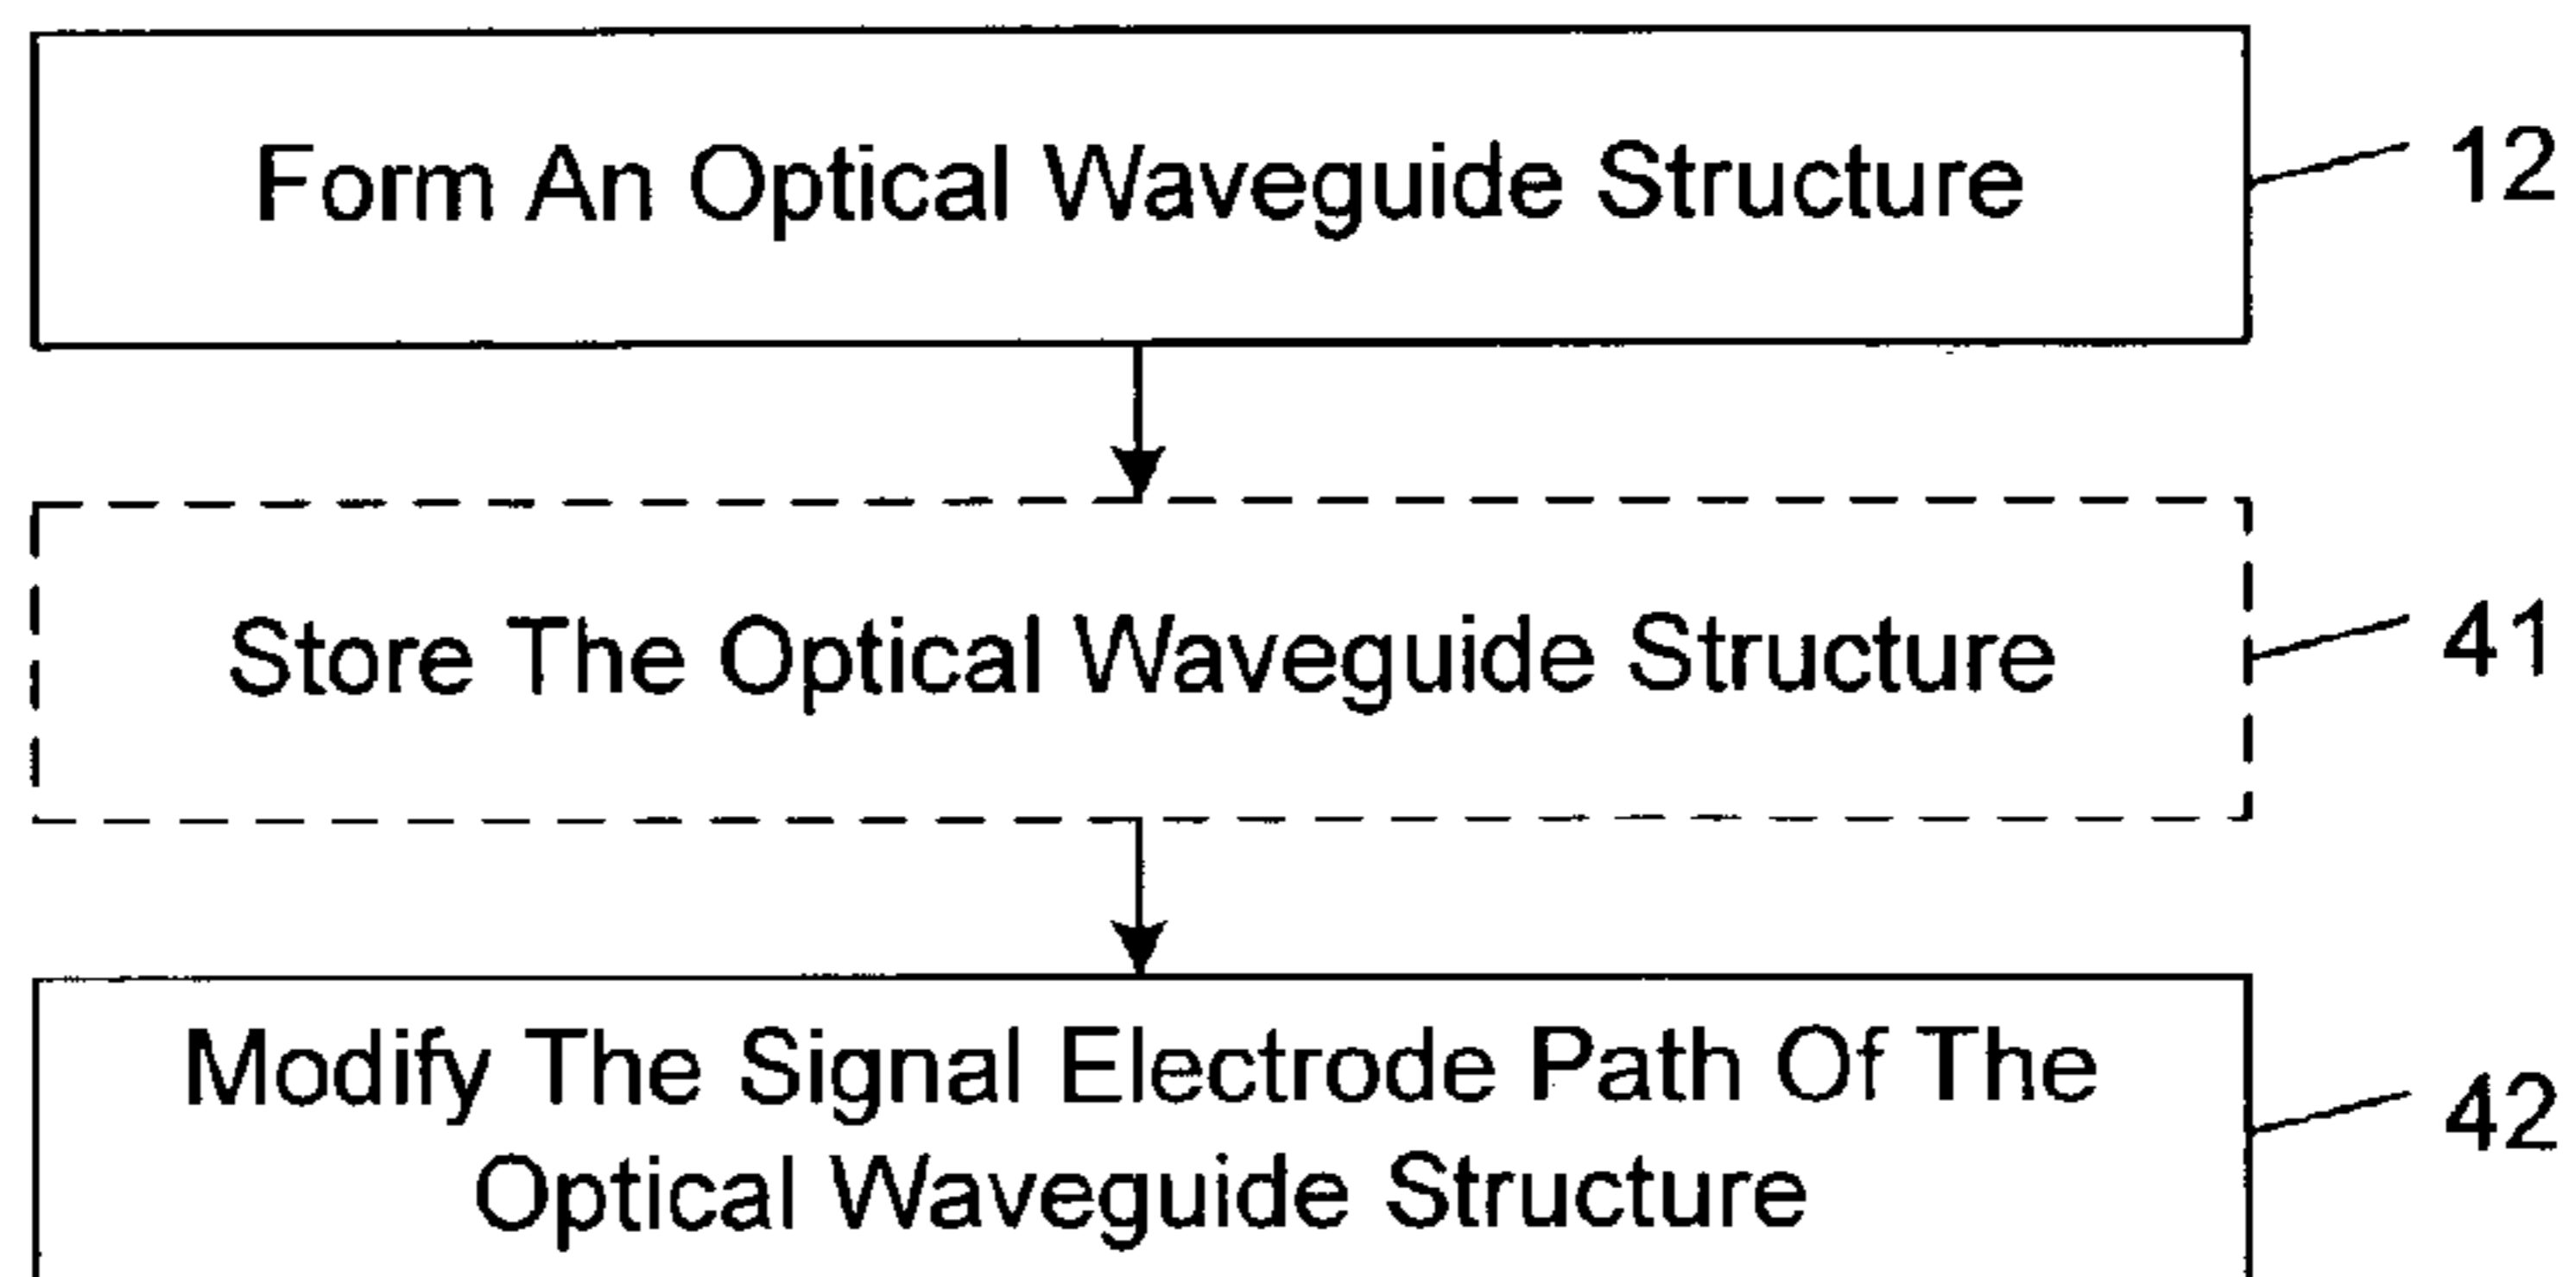 Form An Optical Waveguide Structure
12
Store The Optical Waveguide Structure
41
Modify The Signal Electrode Path Of The
Optical Waveguide Structure
42